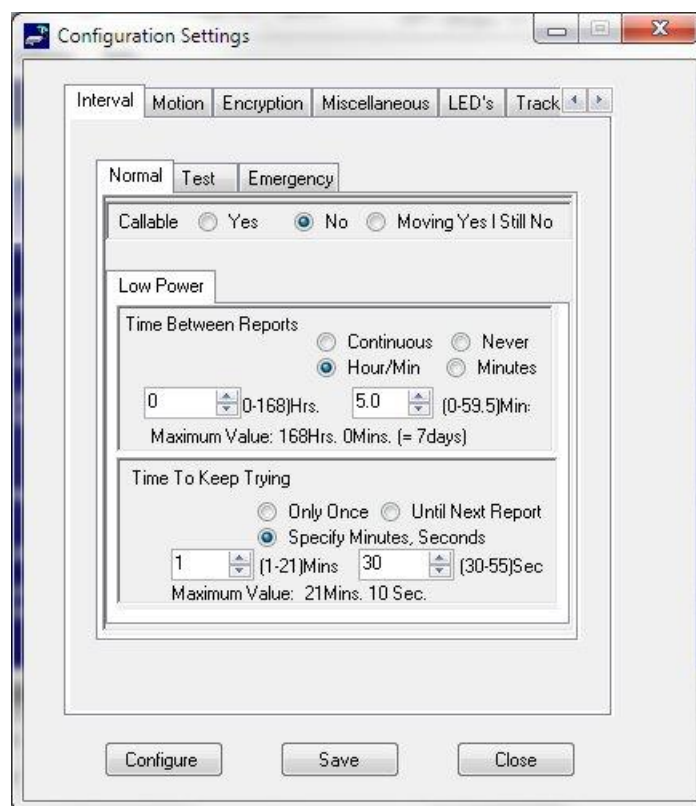 Configuration Settings
Interval Motion Encryption Miscellaneous LED's Track
Normal Test Emergency
Callable Yes No Moving Yes I Still No
Low Power
Time Between Reports
Continuous Never
Hour/Min Minutes
0 0-168)Hrs. 5.0 (0-59.5)Min:
Maximum Value: 168Hrs. 0Mins. (= 7days)
Time To Keep Trying
Only Once Until Next Report
Specify Minutes, Seconds
1 (1-21)Mins 30 (30-55)Sec
Maximum Value: 21Mins. 10 Sec.
Configure Save Close